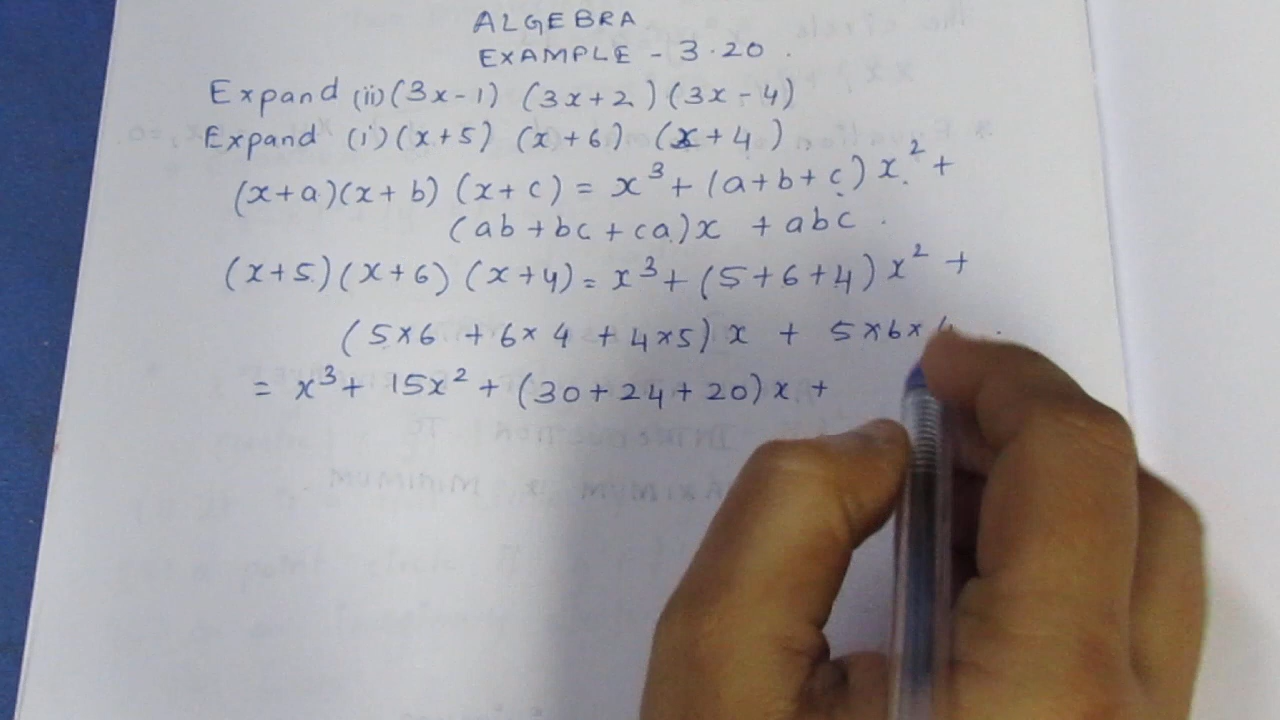 ALGEBRA
EXAMPLE - 3.20.
Expand (ii) (3x-1) (3x+2) (3x-4)
Expand (i) (x+5) (x+6) (x+4)
(x+a)(x+b) (x+c) = x³ + (a+b+c) x² +
(ab+bc+ca)x + abc.
(x+5)(x+6) (x+4) = x³ + (5+6+4) x² +
(5×6 + 6×4 + 4×5) x + 5×6×
= x³ + 15x² + (30+24+20) x +